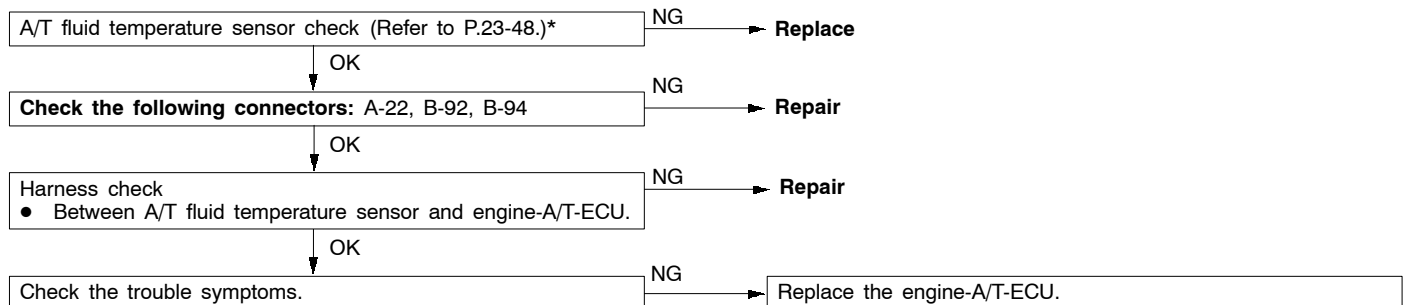 A/T fluid temperature sensor check (Refer to P.23-48.)*
NG
Replace
OK
Check the following connectors: A-22, B-92, B-94
NG
Repair
OK
Harness check
● Between A/T fluid temperature sensor and engine-A/T-ECU.
NG
Repair
OK
Check the trouble symptoms.
NG
Replace the engine-A/T-ECU.